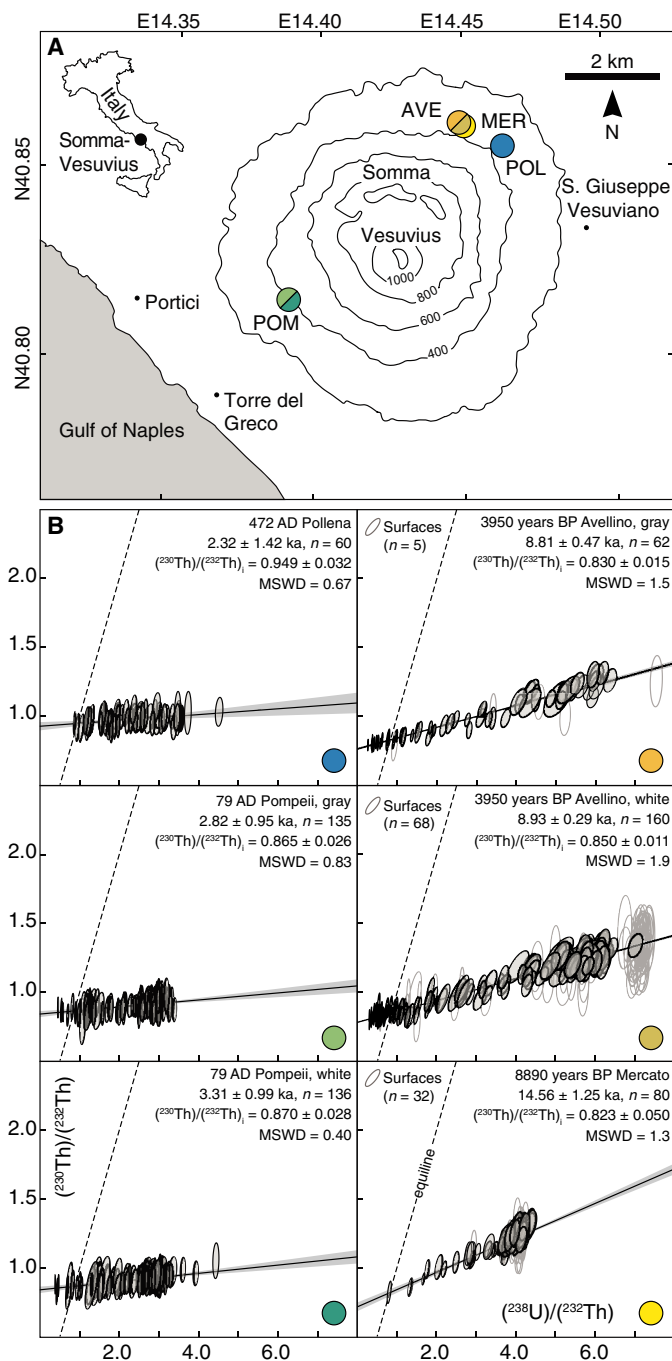 E14.35 E14.40 E14.45 E14.50
A
Italy
Somma-
Vesuvius
2 km
N
AVE
MER
POL
N40.85
Somma
S. Giuseppe
Vesuviano
Vesuvius
1000
800
600
400
Portici
POM
N40.80
Torre del
Greco
Gulf of Naples
B
472 AD Pollena
2.32 ± 1.42 ka, n = 60
(²³⁰Th)/(²³²Th)ᵢ = 0.949 ± 0.032
MSWD = 0.67
2.0
1.5
1.0
Surfaces
(n = 5)
3950 years BP Avellino, gray
8.81 ± 0.47 ka, n = 62
(²³⁰Th)/(²³²Th)ᵢ = 0.830 ± 0.015
MSWD = 1.5
79 AD Pompeii, gray
2.82 ± 0.95 ka, n = 135
(²³⁰Th)/(²³²Th)ᵢ = 0.865 ± 0.026
MSWD = 0.83
2.0
1.5
1.0
Surfaces
(n = 68)
3950 years BP Avellino, white
8.93 ± 0.29 ka, n = 160
(²³⁰Th)/(²³²Th)ᵢ = 0.850 ± 0.011
MSWD = 1.9
79 AD Pompeii, white
3.31 ± 0.99 ka, n = 136
(²³⁰Th)/(²³²Th)ᵢ = 0.870 ± 0.028
MSWD = 0.40
(²³⁰Th)/(²³²Th)
2.0
1.5
1.0
2.0 4.0 6.0
Surfaces
(n = 32)
8890 years BP Mercato
14.56 ± 1.25 ka, n = 80
(²³⁰Th)/(²³²Th)ᵢ = 0.823 ± 0.050
MSWD = 1.3
equiline
(²³⁸U)/(²³²Th)
2.0 4.0 6.0